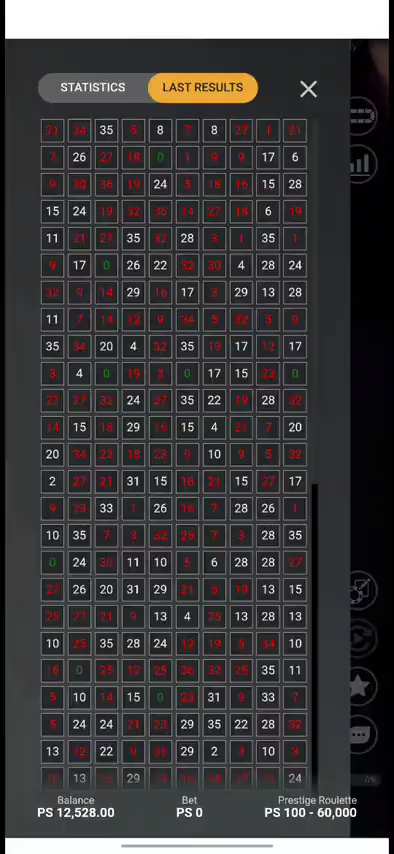 STATISTICS LAST RESULTS
21 34 35 5 8 7 8 27 1 21
7 26 27 18 0 1 9 9 17 6
9 30 36 19 24 5 18 16 15 28
15 24 19 32 36 14 27 18 6 19
11 21 27 35 32 28 3 1 35 1
9 17 0 26 22 32 30 4 28 24
32 9 14 29 16 17 3 29 13 28
11 7 14 12 9 34 5 32 5 9
35 34 20 4 32 35 19 17 12 17
3 4 0 19 3 0 17 15 23 0
27 27 32 24 27 35 22 19 28 32
14 15 18 29 16 15 4 21 7 20
20 34 23 18 23 9 10 9 5 32
2 27 21 31 15 18 21 15 27 17
9 23 33 1 26 16 7 28 26 1
10 35 7 3 32 25 7 3 28 35
0 24 30 11 10 5 6 28 28 27
27 26 20 31 29 21 5 19 13 15
25 27 21 9 13 4 25 13 28 13
10 25 35 28 24 12 19 5 34 10
16 0 25 12 25 36 32 25 35 11
5 10 14 15 0 23 31 9 33 7
5 24 24 21 23 29 35 22 28 32
13 12 22 9 36 29 2 3 10 3
13 29 24
Balance Bet Prestige Roulette
PS 12,528.00 PS 0 PS 100 - 60,000
0%